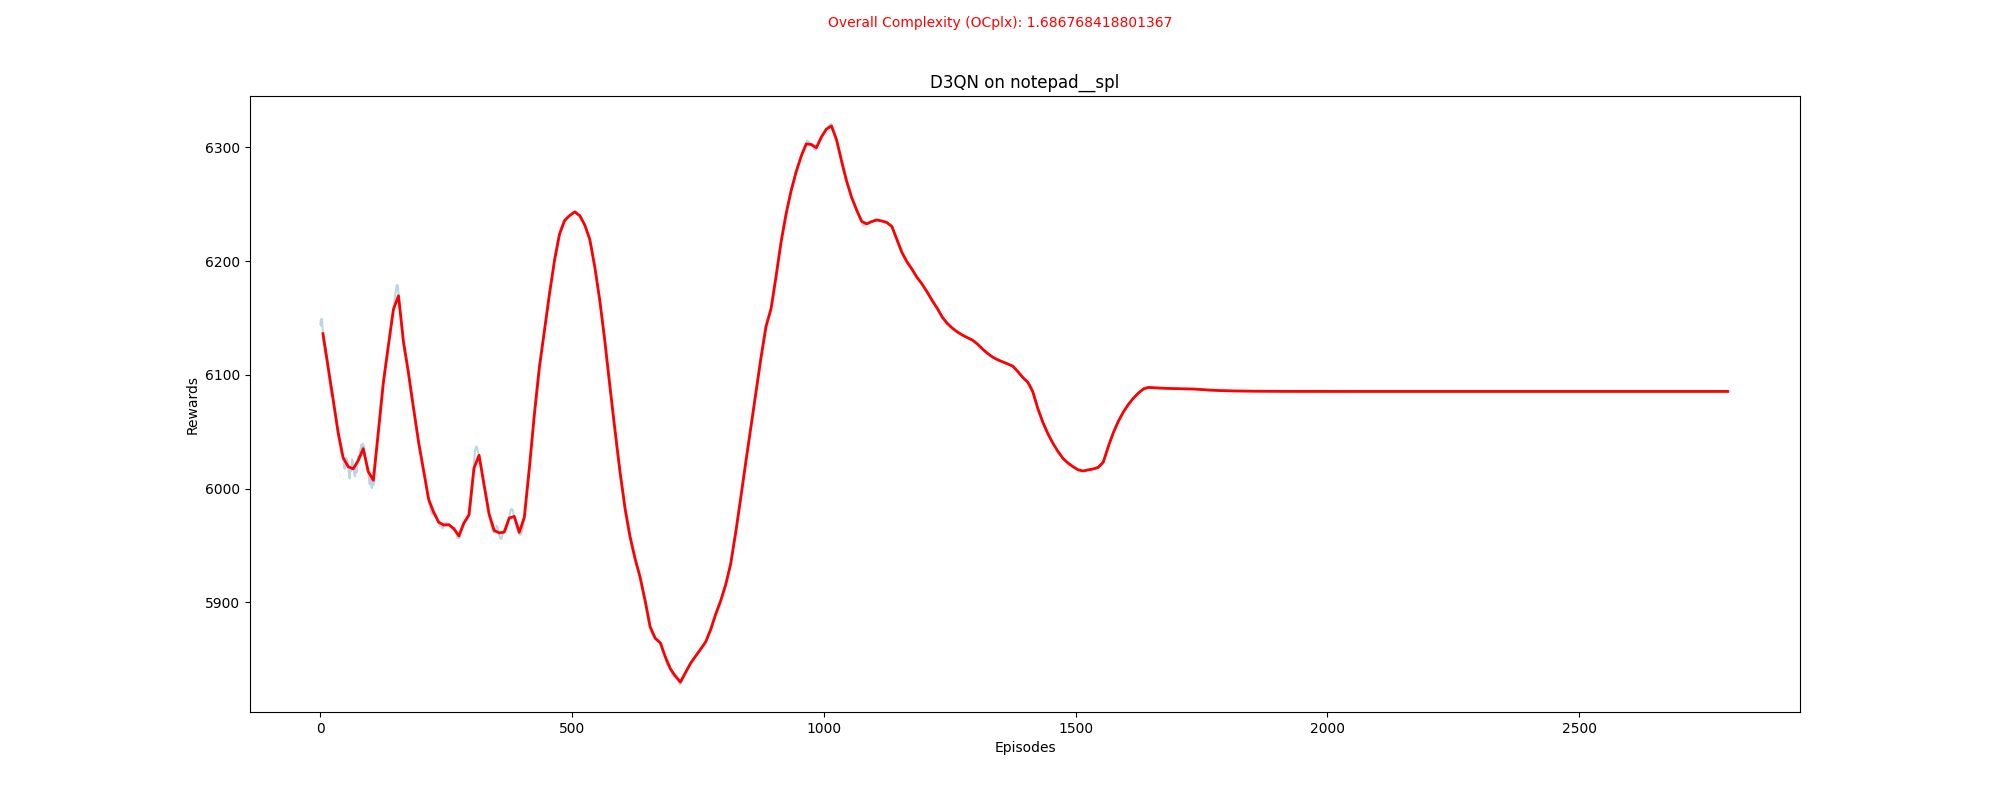 Overall Complexity (OCplx): 1.686768418801367
D3QN on notepad__spl
6300
6200
6100
6000
5900
Rewards
0 500 1000 1500 2000 2500
Episodes